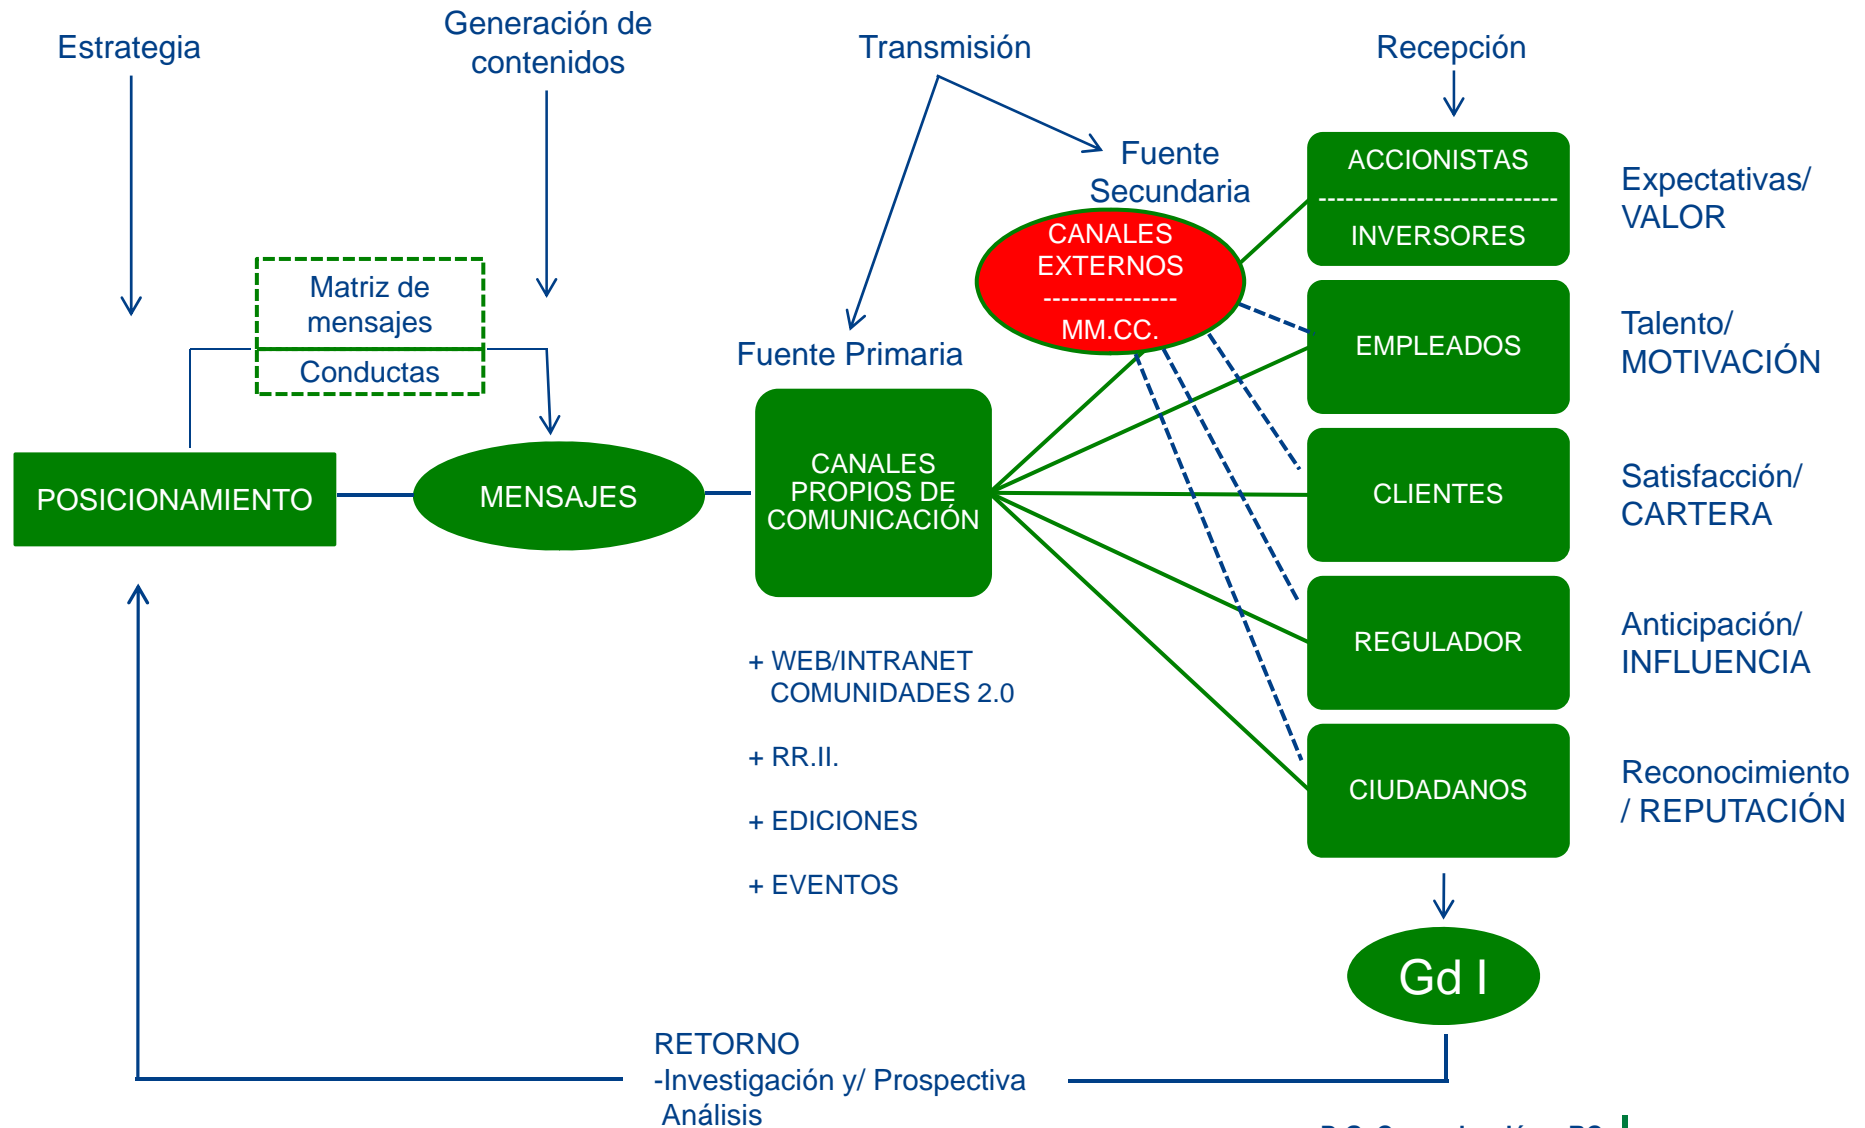 Estrategia
Generación de
contenidos
Transmisión
Recepción
Fuente
Secundaria
Matriz de
mensajes
Conductas
Fuente Primaria
CANALES
EXTERNOS
---------------
MM.CC.
POSICIONAMIENTO
MENSAJES
CANALES
PROPIOS DE
COMUNICACIÓN
+ WEB/INTRANET
COMUNIDADES 2.0
+ RR.II.
+ EDICIONES
+ EVENTOS
ACCIONISTAS
---------------------------
INVERSORES
Expectativas/
VALOR
EMPLEADOS
Talento/
MOTIVACIÓN
CLIENTES
Satisfacción/
CARTERA
REGULADOR
Anticipación/
INFLUENCIA
CIUDADANOS
Reconocimiento
/ REPUTACIÓN
Gd I
RETORNO
-Investigación y/ Prospectiva
Análisis